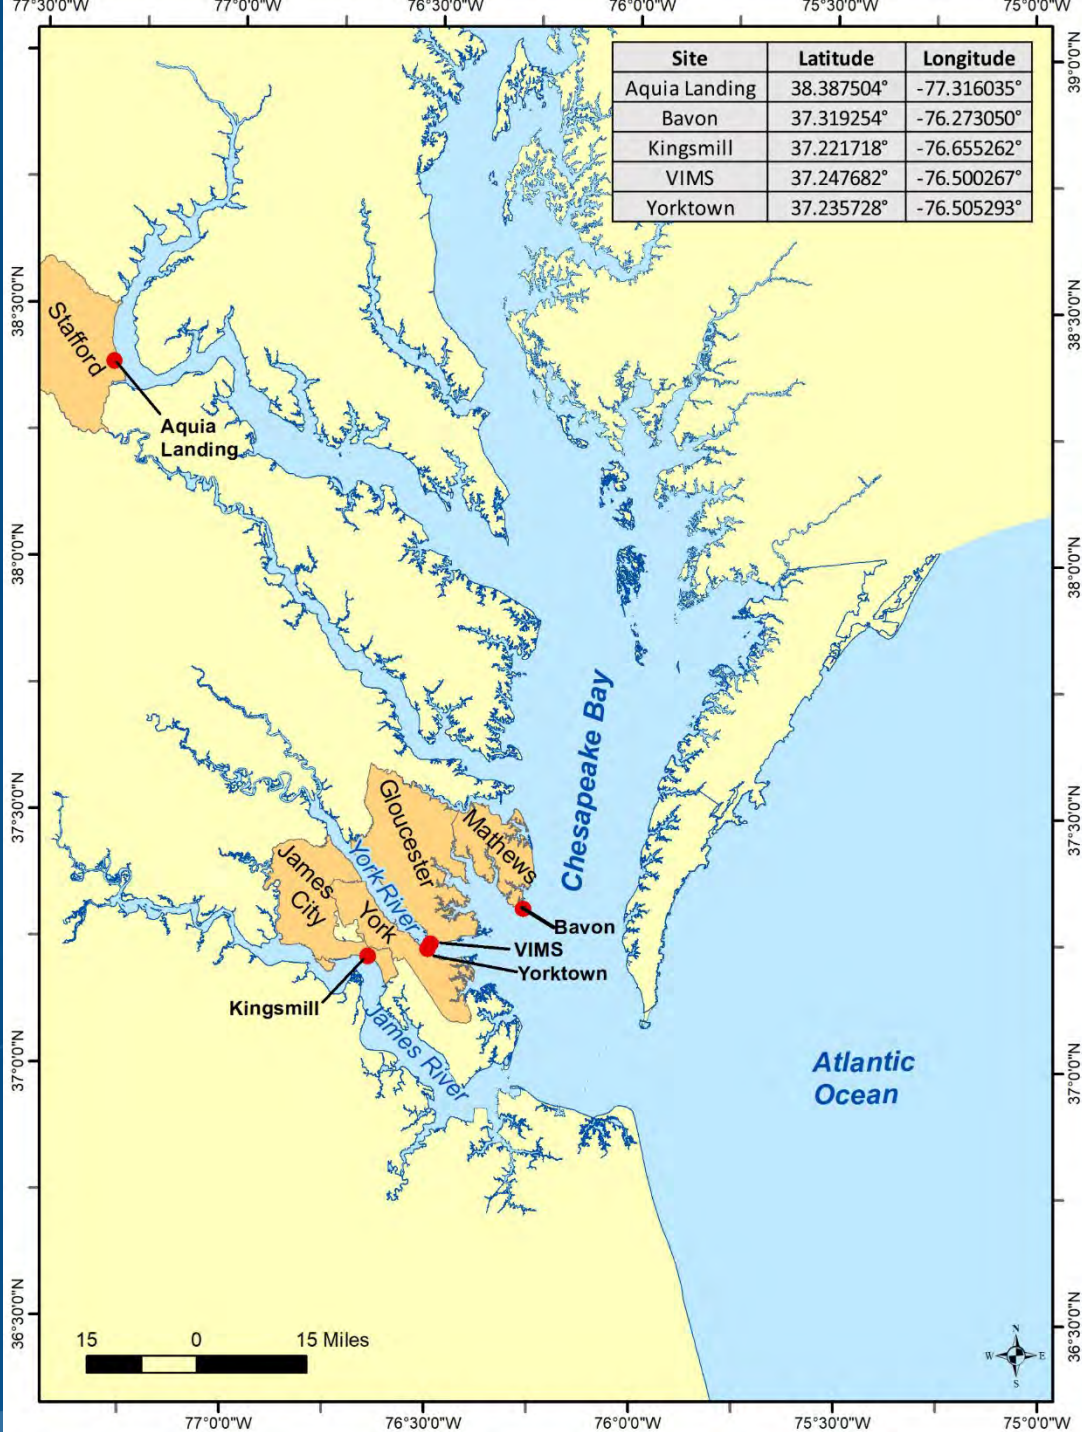 77°30'0"W 77°0'0"W 76°30'0"W 76°0'0"W 75°30'0"W 75°0'0"W
Site Latitude Longitude
Aquia Landing 38.387504° -77.316035°
Bavon 37.319254° -76.273050°
Kingsmill 37.221718° -76.655262°
VIMS 37.247682° -76.500267°
Yorktown 37.235728° -76.505293°
39°0'0"N
38°30'0"N
38°30'0"N
Stafford
Aquia
Landing
38°0'0"N
38°0'0"N
Chesapeake Bay
37°30'0"N
37°30'0"N
Gloucester
Mathews
James
City
York River
York
Bavon
VIMS
Yorktown
Kingsmill
James River
37°0'0"N
37°0'0"N
Atlantic
Ocean
36°30'0"N
36°30'0"N
15 0 15 Miles
N
W E
S
77°0'0"W 76°30'0"W 76°0'0"W 75°30'0"W 75°0'0"W